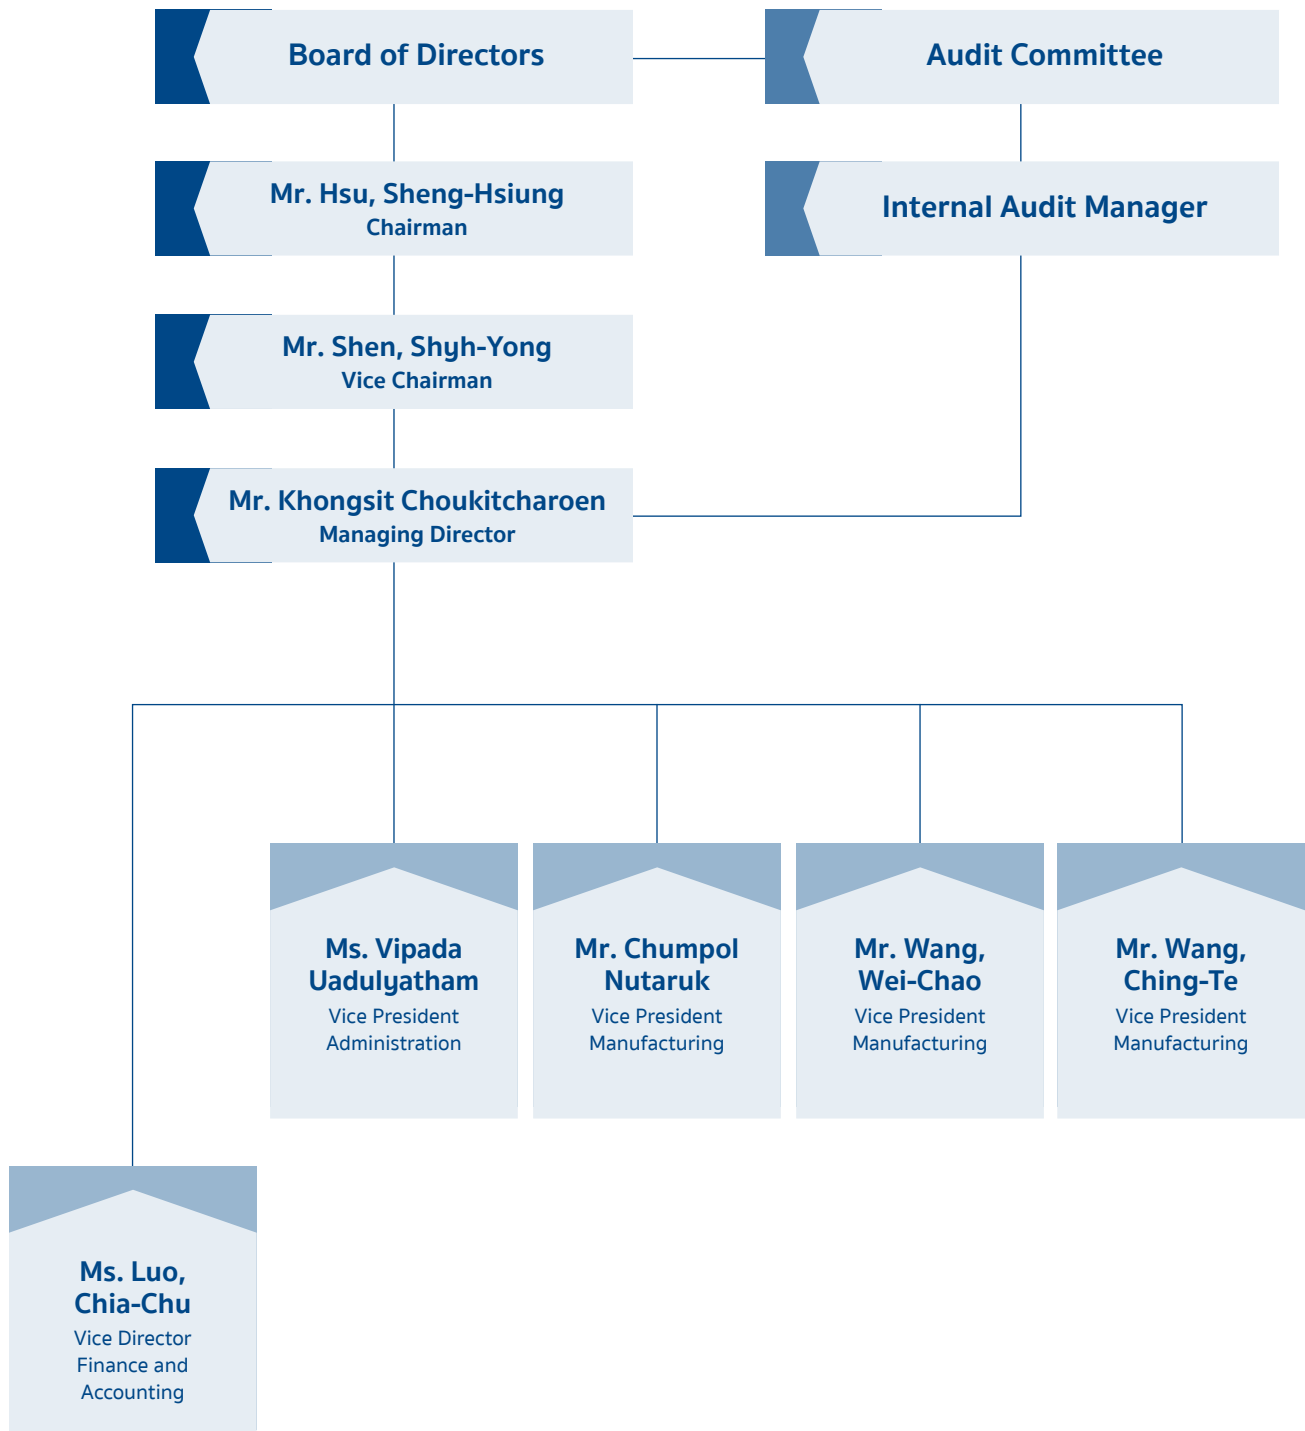 Board of Directors
Audit Committee
Mr. Hsu, Sheng-Hsiung
Chairman
Internal Audit Manager
Mr. Shen, Shyh-Yong
Vice Chairman
Mr. Khongsit Choukitcharoen
Managing Director
Ms. Vipada
Uadulyatham
Vice President
Administration
Mr. Chumpol
Nutaruk
Vice President
Manufacturing
Mr. Wang,
Wei-Chao
Vice President
Manufacturing
Mr. Wang,
Ching-Te
Vice President
Manufacturing
Ms. Luo,
Chia-Chu
Vice Director
Finance and
Accounting